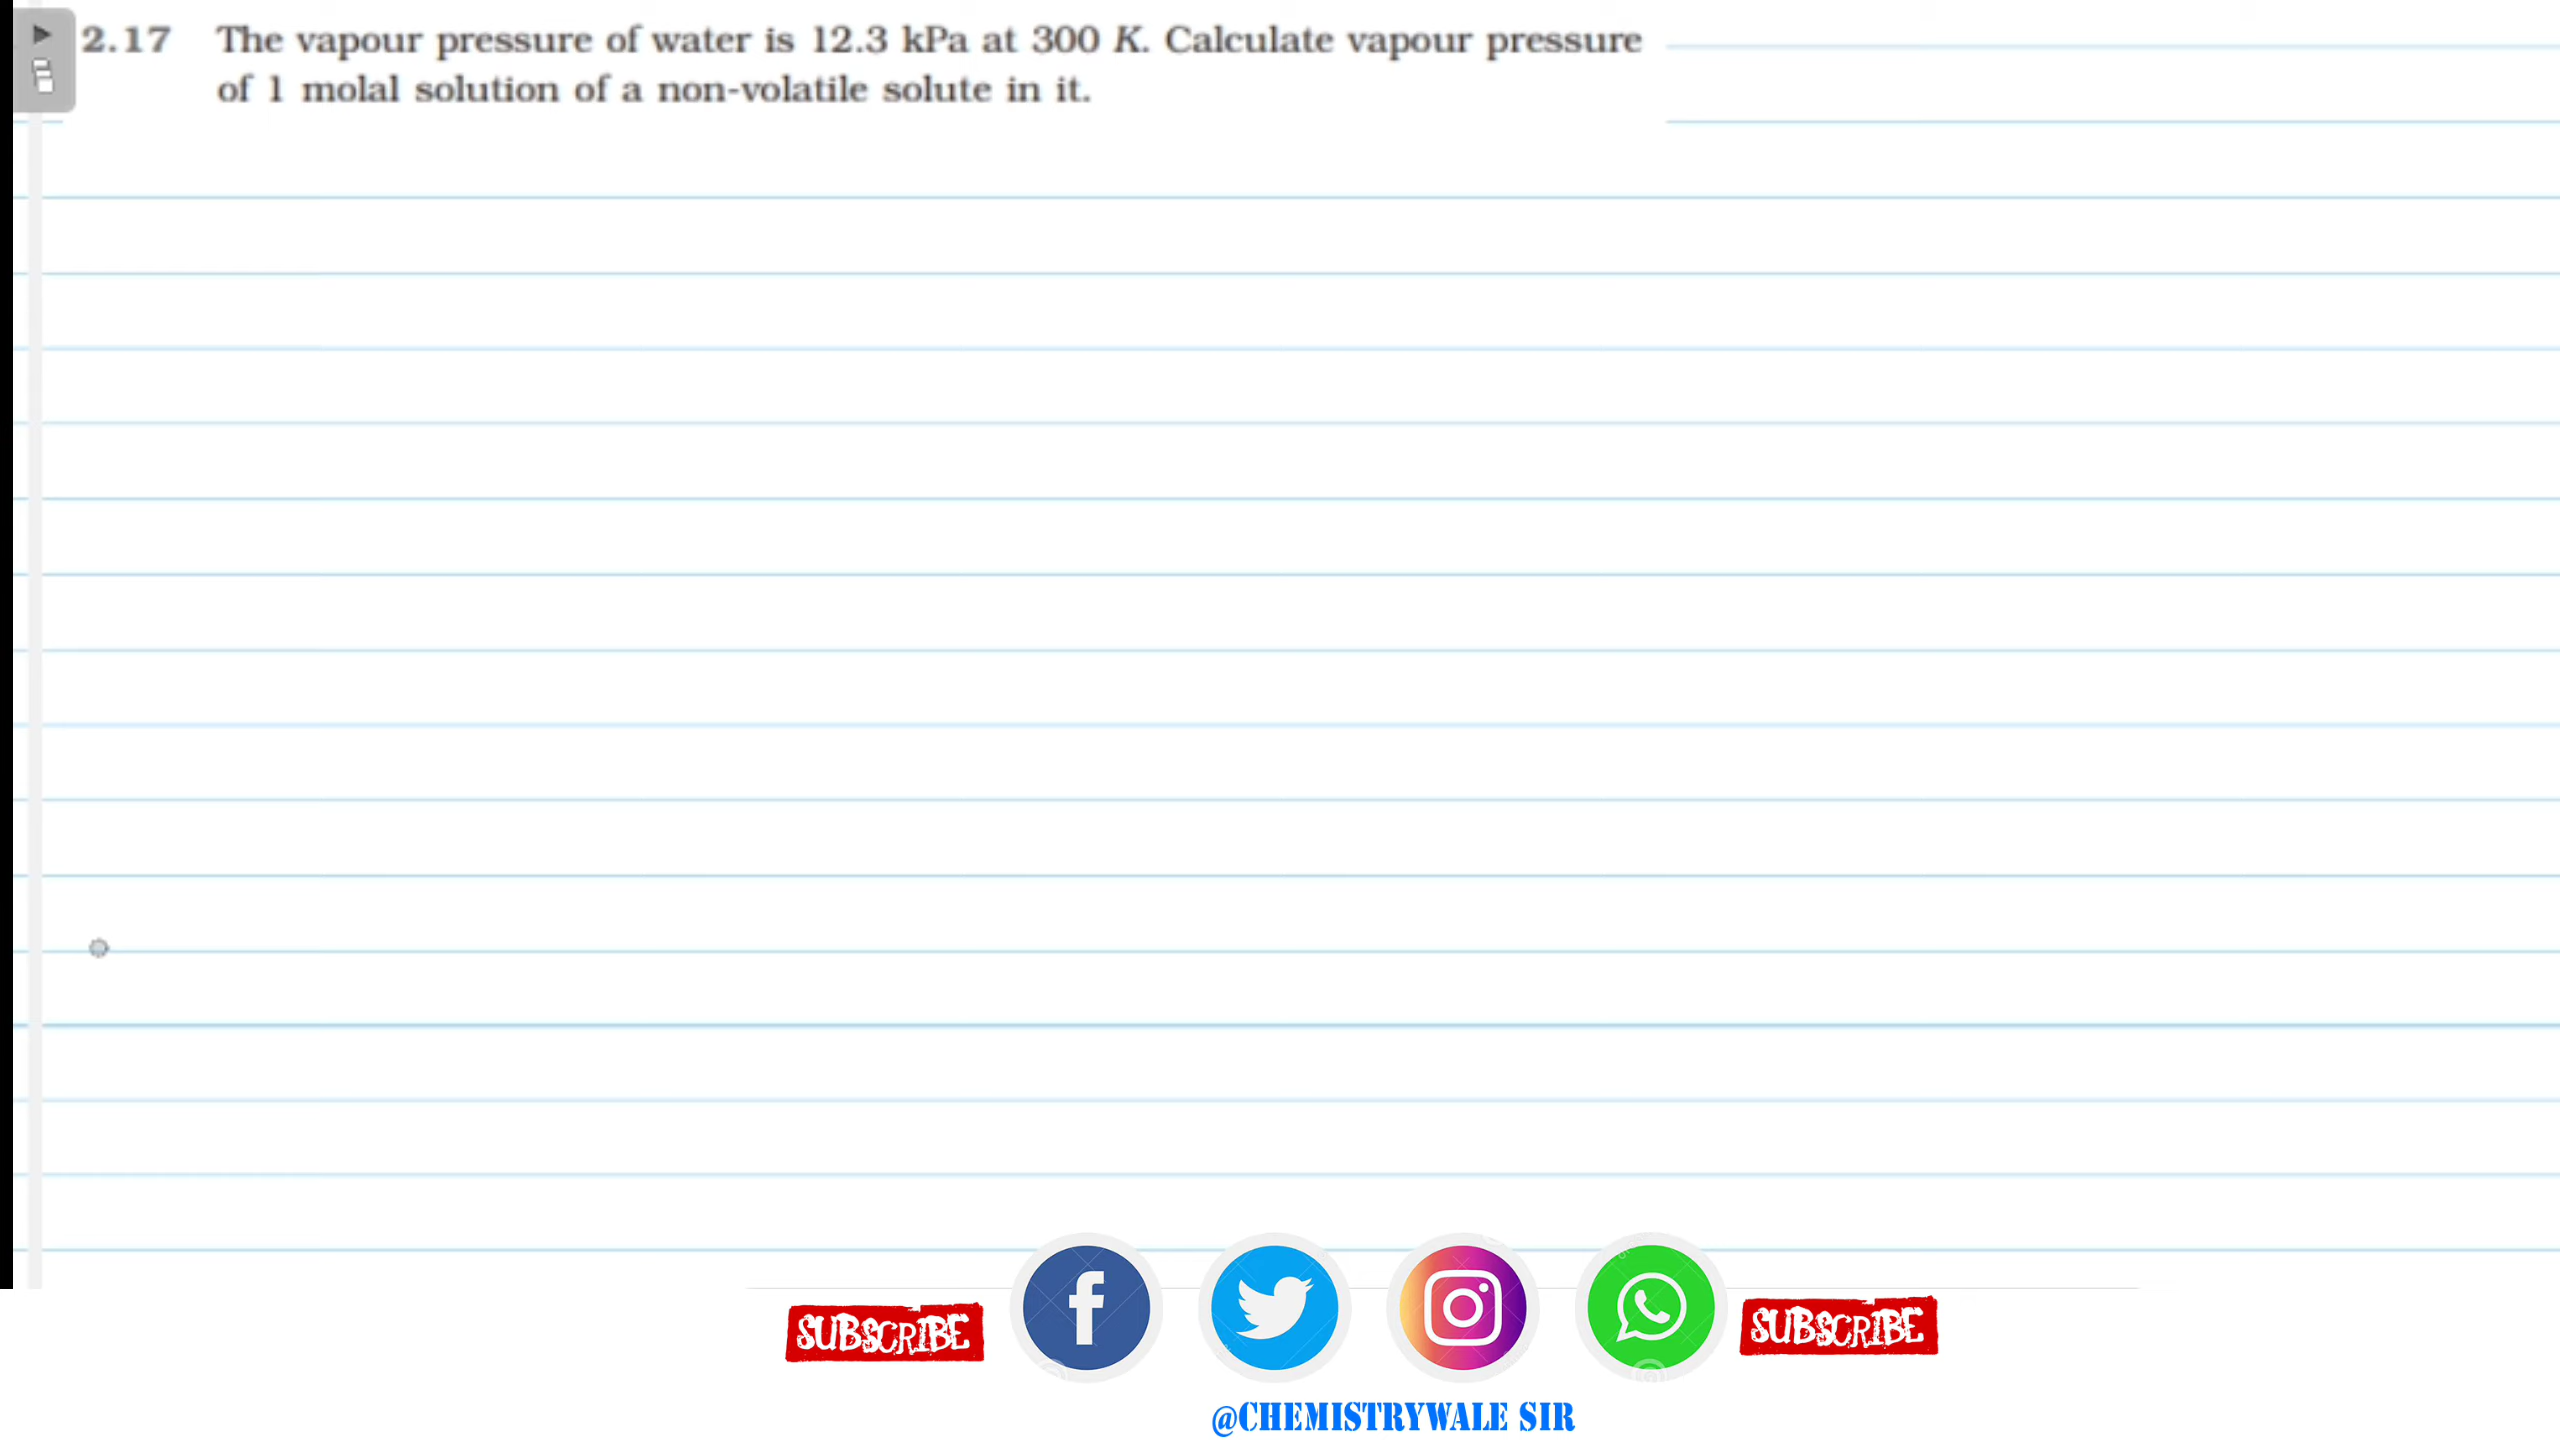 2.17 The vapour pressure of water is 12.3 kPa at 300 K. Calculate vapour pressure
of 1 molal solution of a non-volatile solute in it.
SUBSCRIBE
SUBSCRIBE
@CHEMISTRYWALE SIR